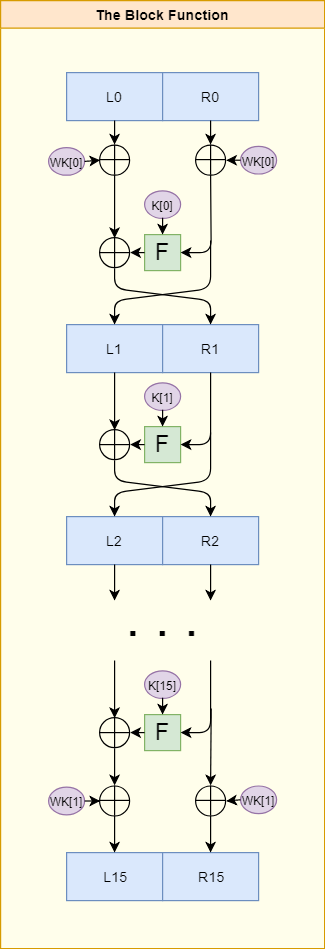 The Block Function
L0 R0
WK[0] WK[0]
K[0]
F
L1 R1
K[1]
F
L2 R2
. . .
K[15]
F
WK[1] WK[1]
L15 R15